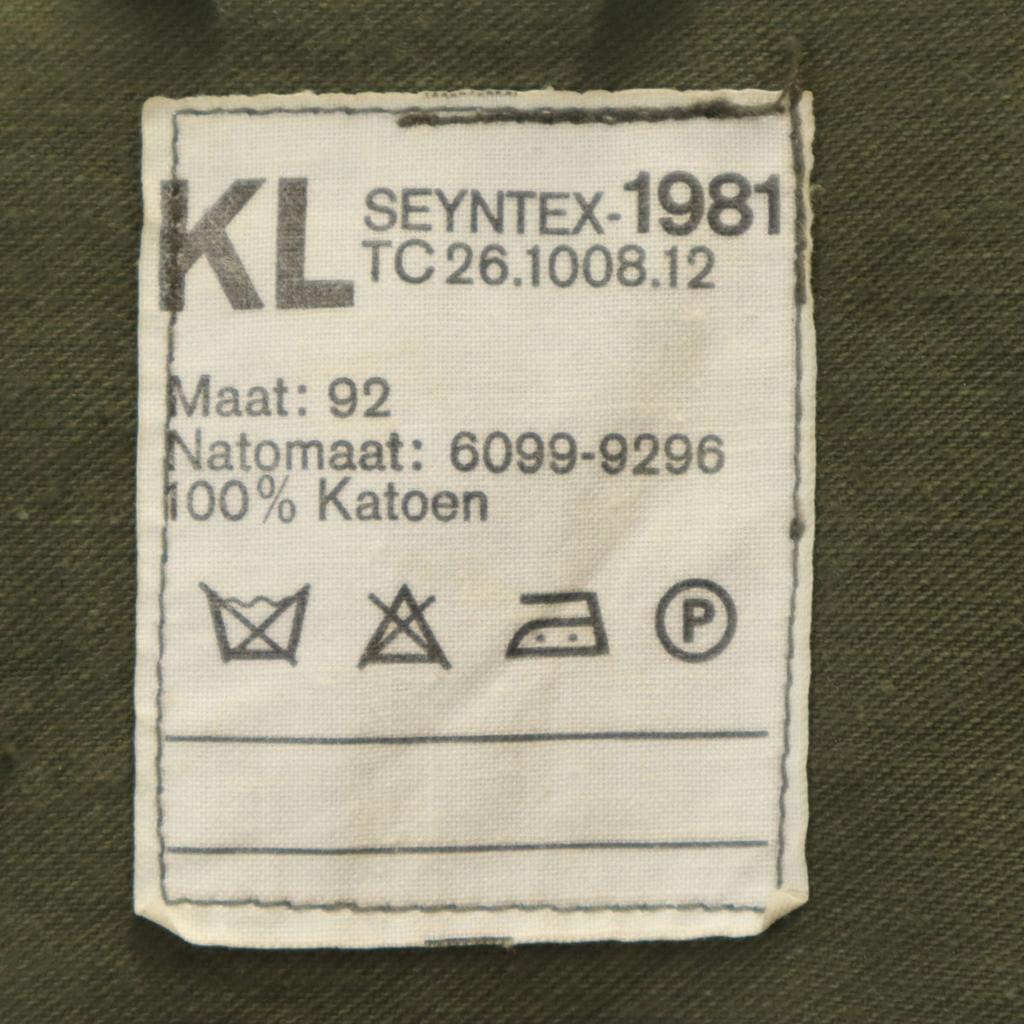 KL SEYNTEX-1981
TC 26.1008.12
Maat: 92
Natomaat: 6099-9296
100% Katoen
P